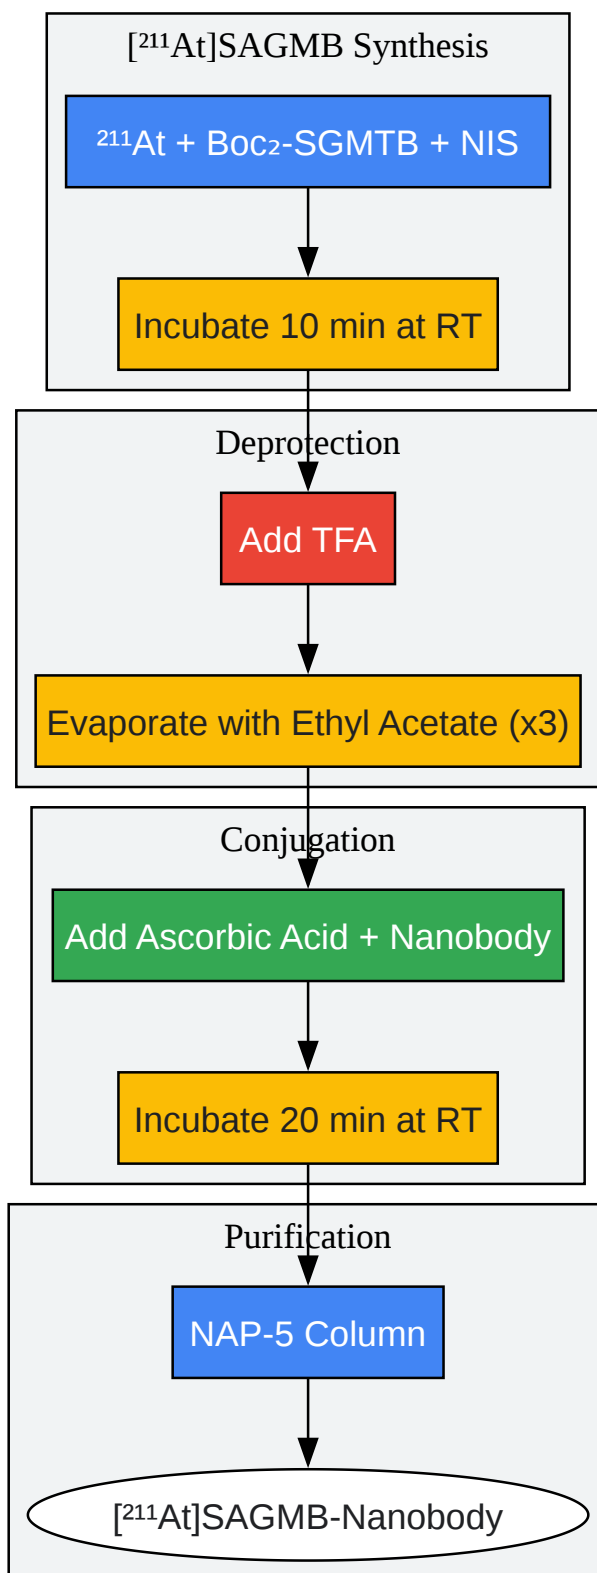 [²¹¹At]SAGMB Synthesis
²¹¹At + Boc₂-SGMTB + NIS
Incubate 10 min at RT
Deprotection
Add TFA
Evaporate with Ethyl Acetate (x3)
Conjugation
Add Ascorbic Acid + Nanobody
Incubate 20 min at RT
Purification
NAP-5 Column
[²¹¹At]SAGMB-Nanobody